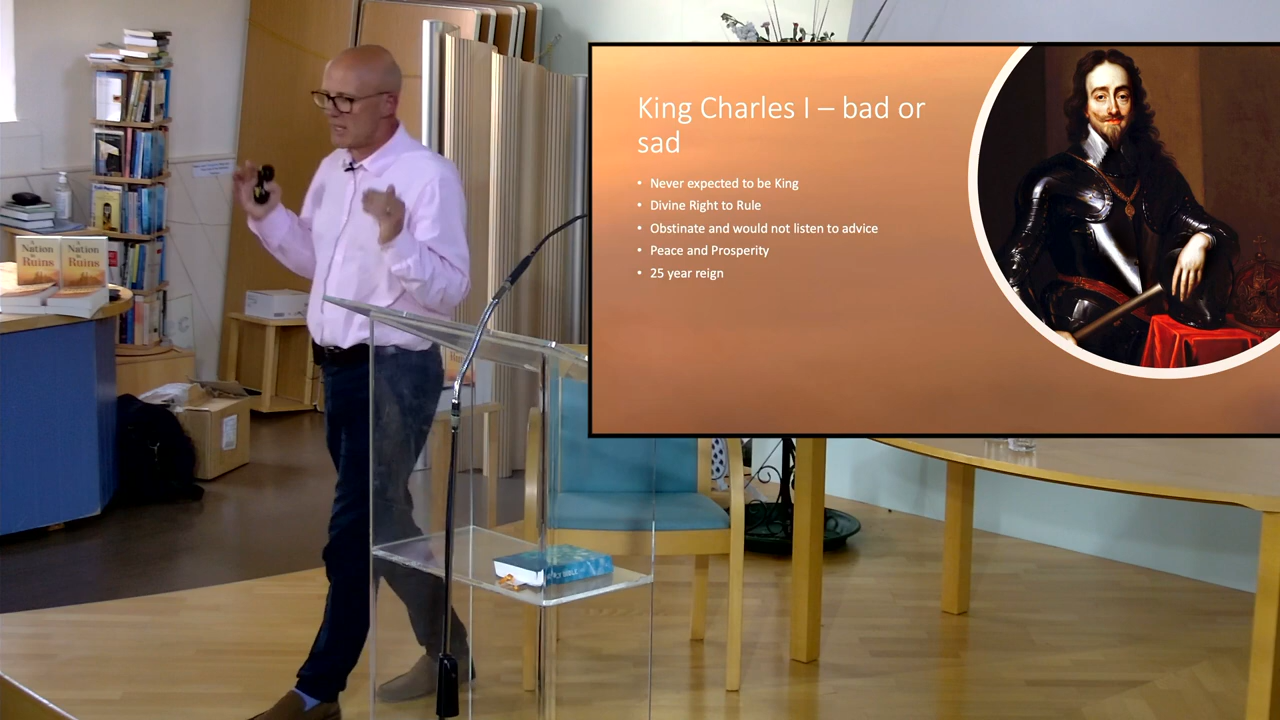 King Charles I – bad or
sad
• Never expected to be King
• Divine Right to Rule
• Obstinate and would not listen to advice
• Peace and Prosperity
• 25 year reign
Nation
Ruins
Nation
Ruins
BIBLE